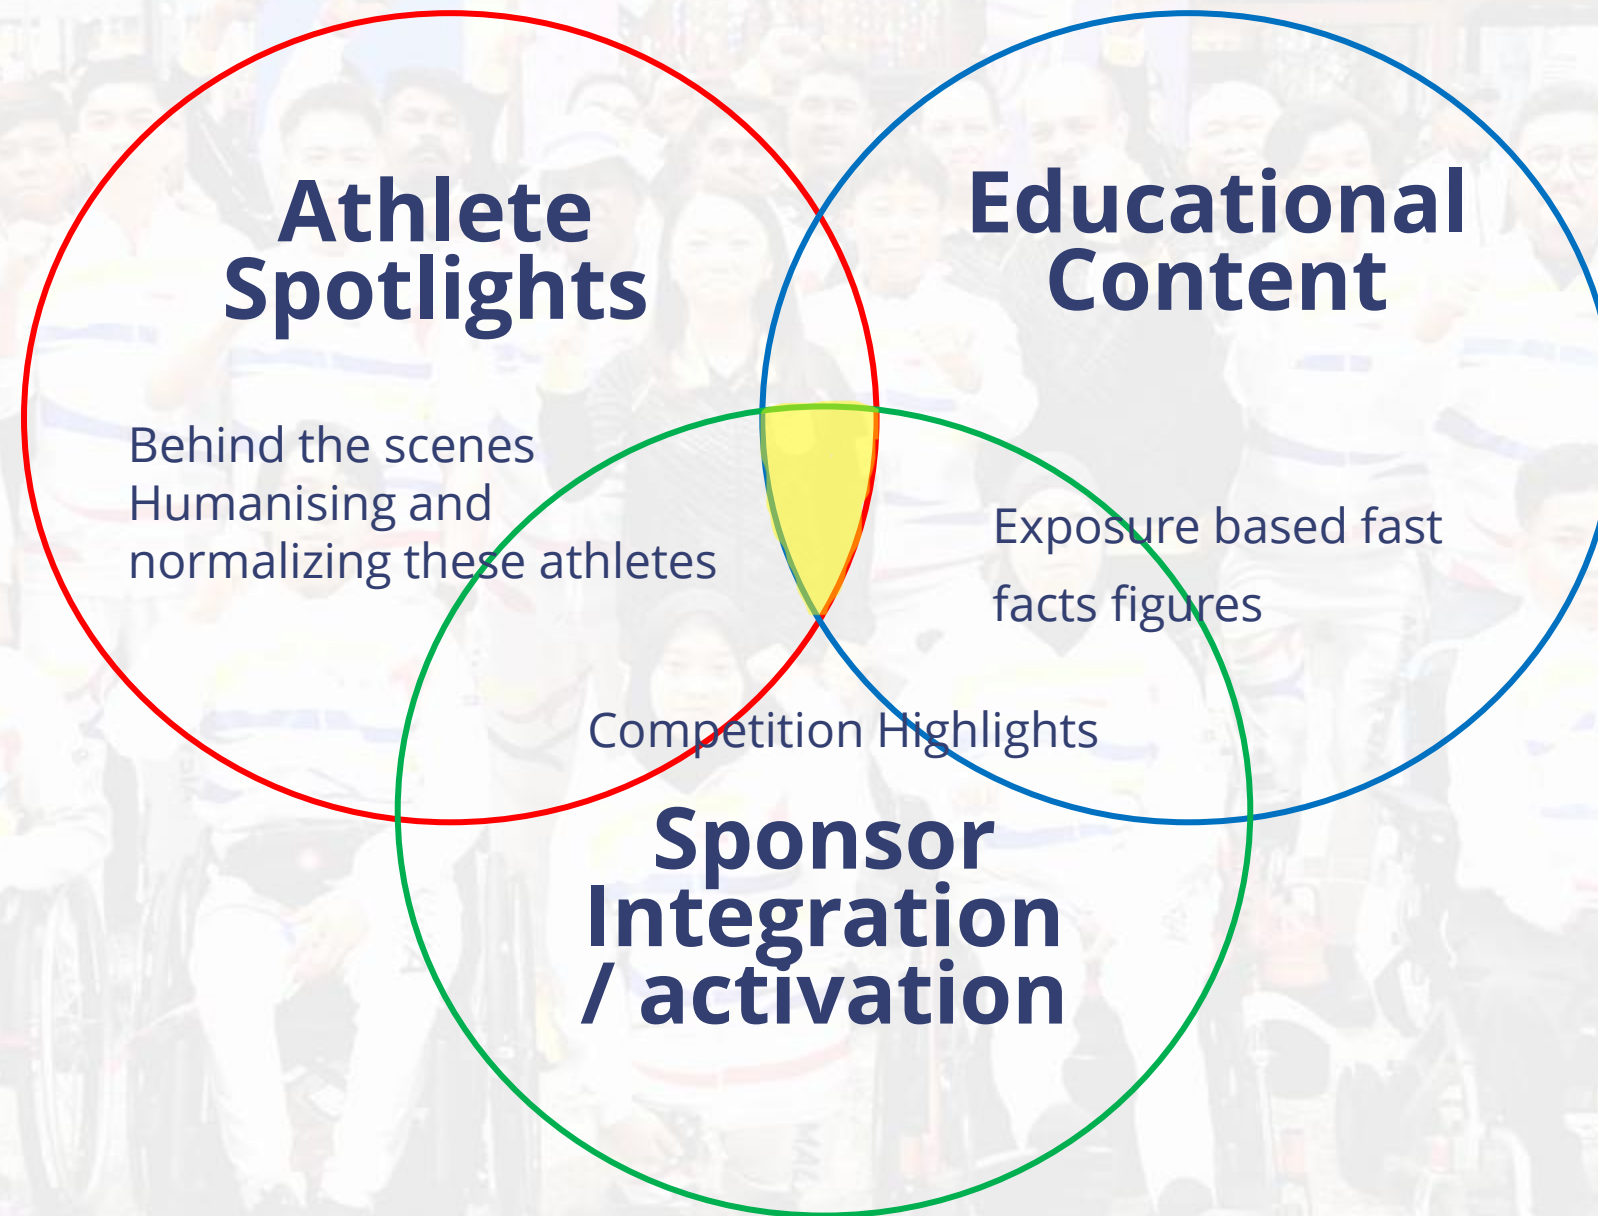 Athlete
Spotlights
Behind the scenes
Humanising and
normalizing these athletes
Educational
Content
Exposure based fast
facts figures
Competition Highlights
Sponsor
Integration
/ activation